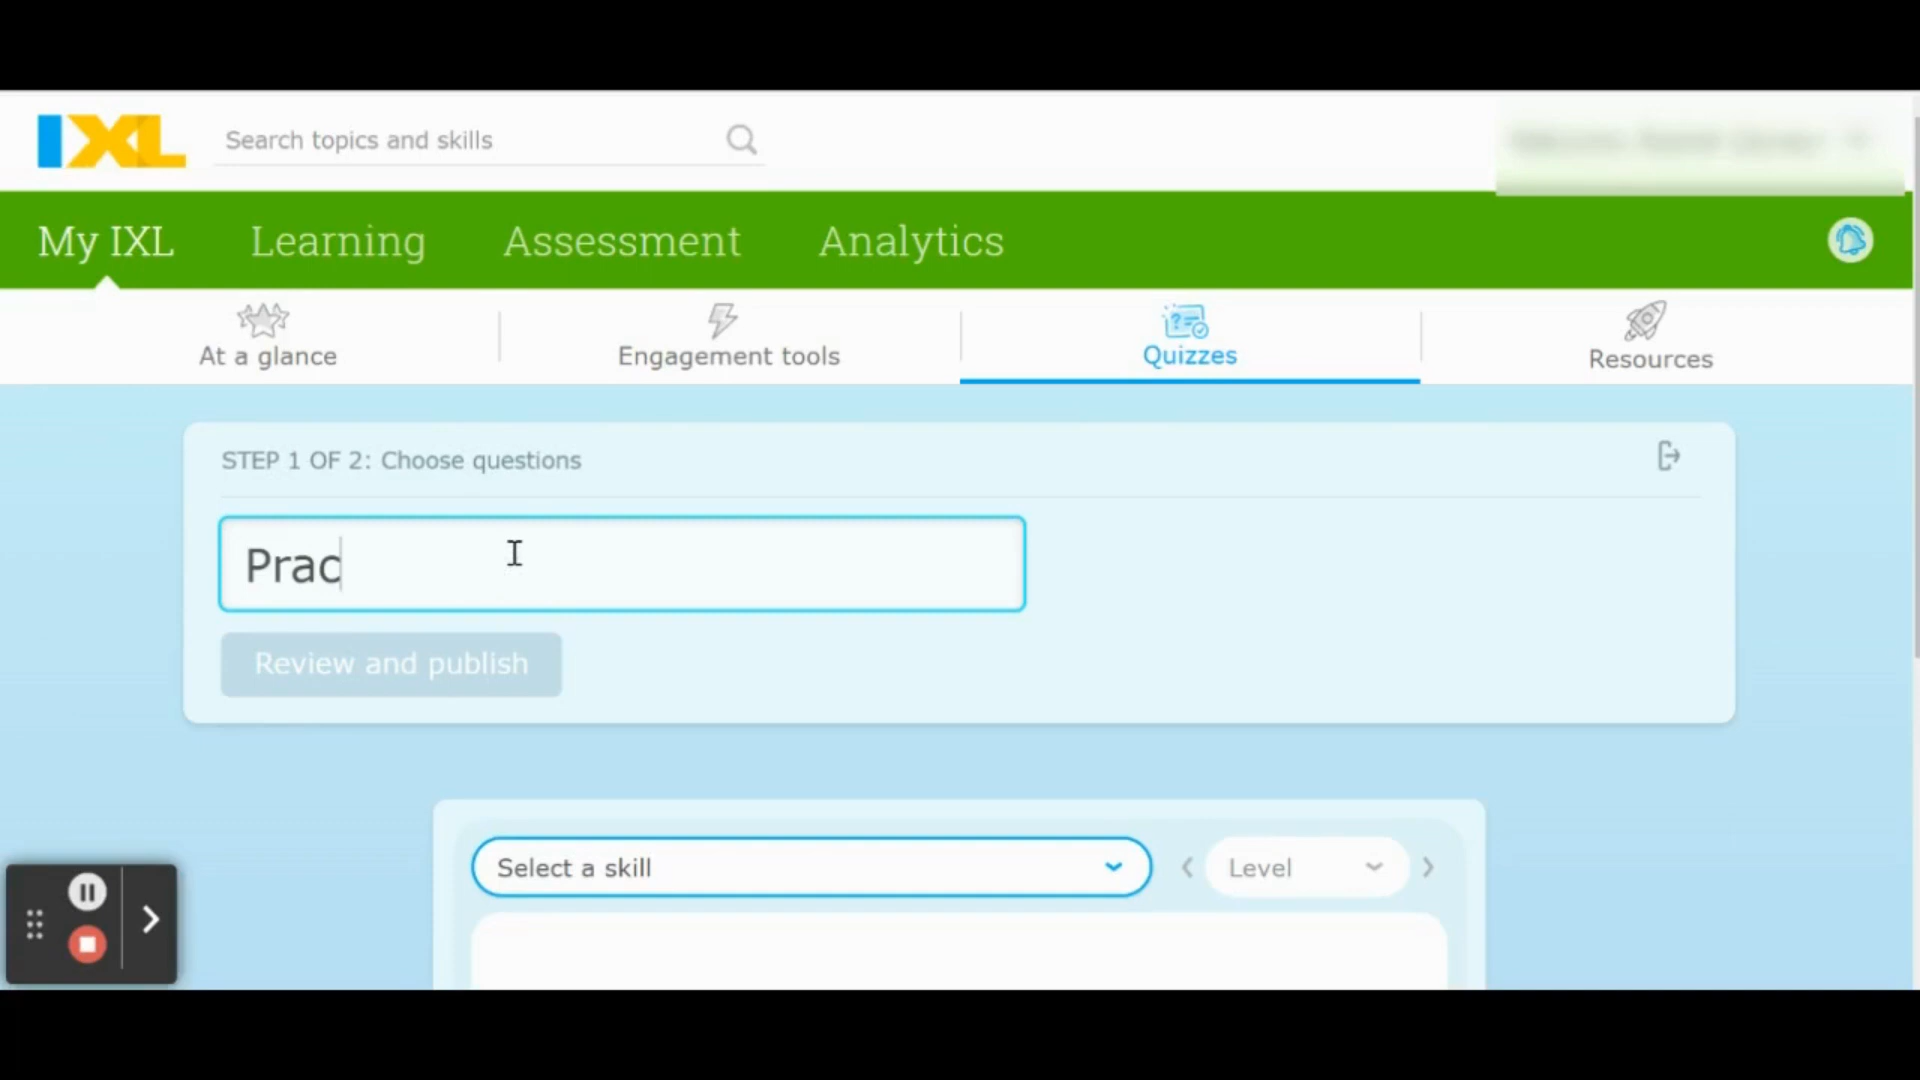 IXL
Search topics and skills
My IXL Learning Assessment Analytics
At a glance Engagement tools Quizzes Resources
STEP 1 OF 2: Choose questions
Prac
Review and publish
Select a skill Level